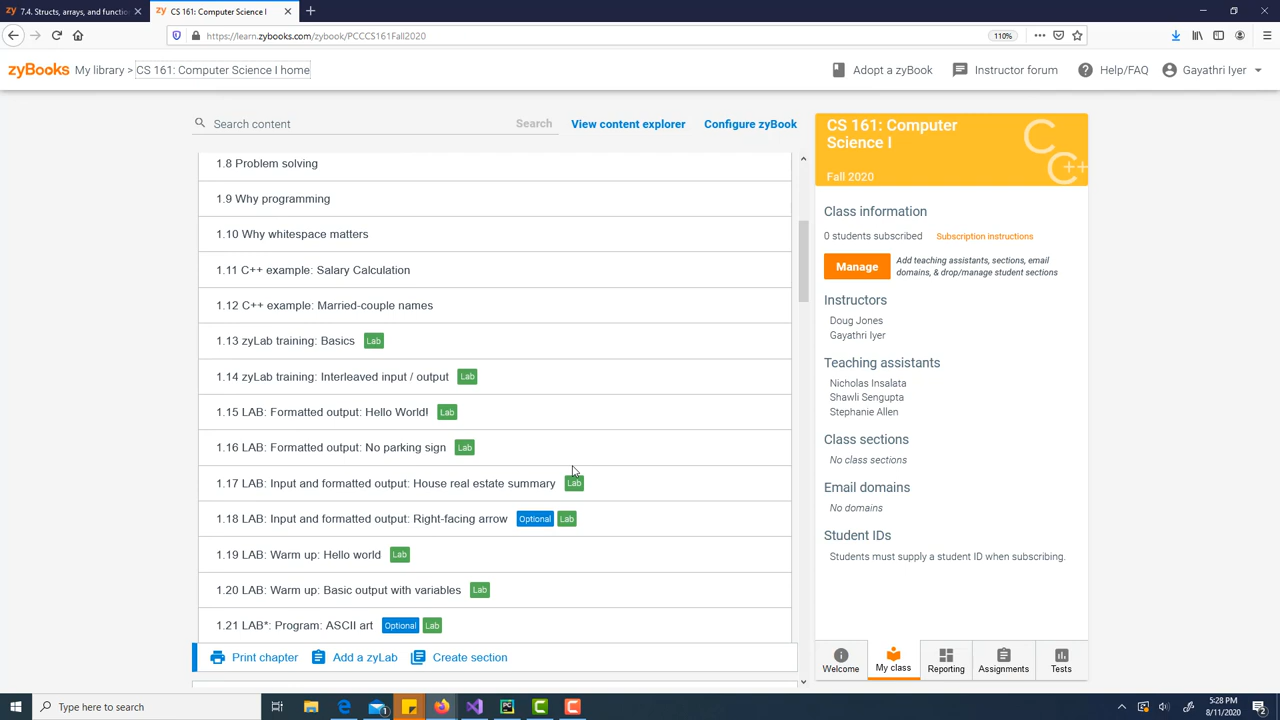 zy 7.4. Structs, arrays, and functio
zy CS 161: Computer Science I
https://learn.zybooks.com/zybook/PCCCS161Fall2020
110%
zyBooks My library > CS 161: Computer Science I home
Adopt a zyBook
Instructor forum
Help/FAQ
Gayathri Iyer
Search content
Search
View content explorer
Configure zyBook
1.8 Problem solving
1.9 Why programming
1.10 Why whitespace matters
1.11 C++ example: Salary Calculation
1.12 C++ example: Married-couple names
1.13 zyLab training: Basics Lab
1.14 zyLab training: Interleaved input / output Lab
1.15 LAB: Formatted output: Hello World! Lab
1.16 LAB: Formatted output: No parking sign Lab
1.17 LAB: Input and formatted output: House real estate summary Lab
1.18 LAB: Input and formatted output: Right-facing arrow Optional Lab
1.19 LAB: Warm up: Hello world Lab
1.20 LAB: Warm up: Basic output with variables Lab
1.21 LAB*: Program: ASCII art Optional Lab
Print chapter
Add a zyLab
Create section
CS 161: Computer
Science I
Fall 2020
C
C++
Class information
0 students subscribed Subscription instructions
Manage
Add teaching assistants, sections, email
domains, & drop/manage student sections
Instructors
Doug Jones
Gayathri Iyer
Teaching assistants
Nicholas Insalata
Shawli Sengupta
Stephanie Allen
Class sections
No class sections
Email domains
No domains
Student IDs
Students must supply a student ID when subscribing.
Welcome
My class
Reporting
Assignments
Tests
Type here to search
5:28 PM
8/11/2020